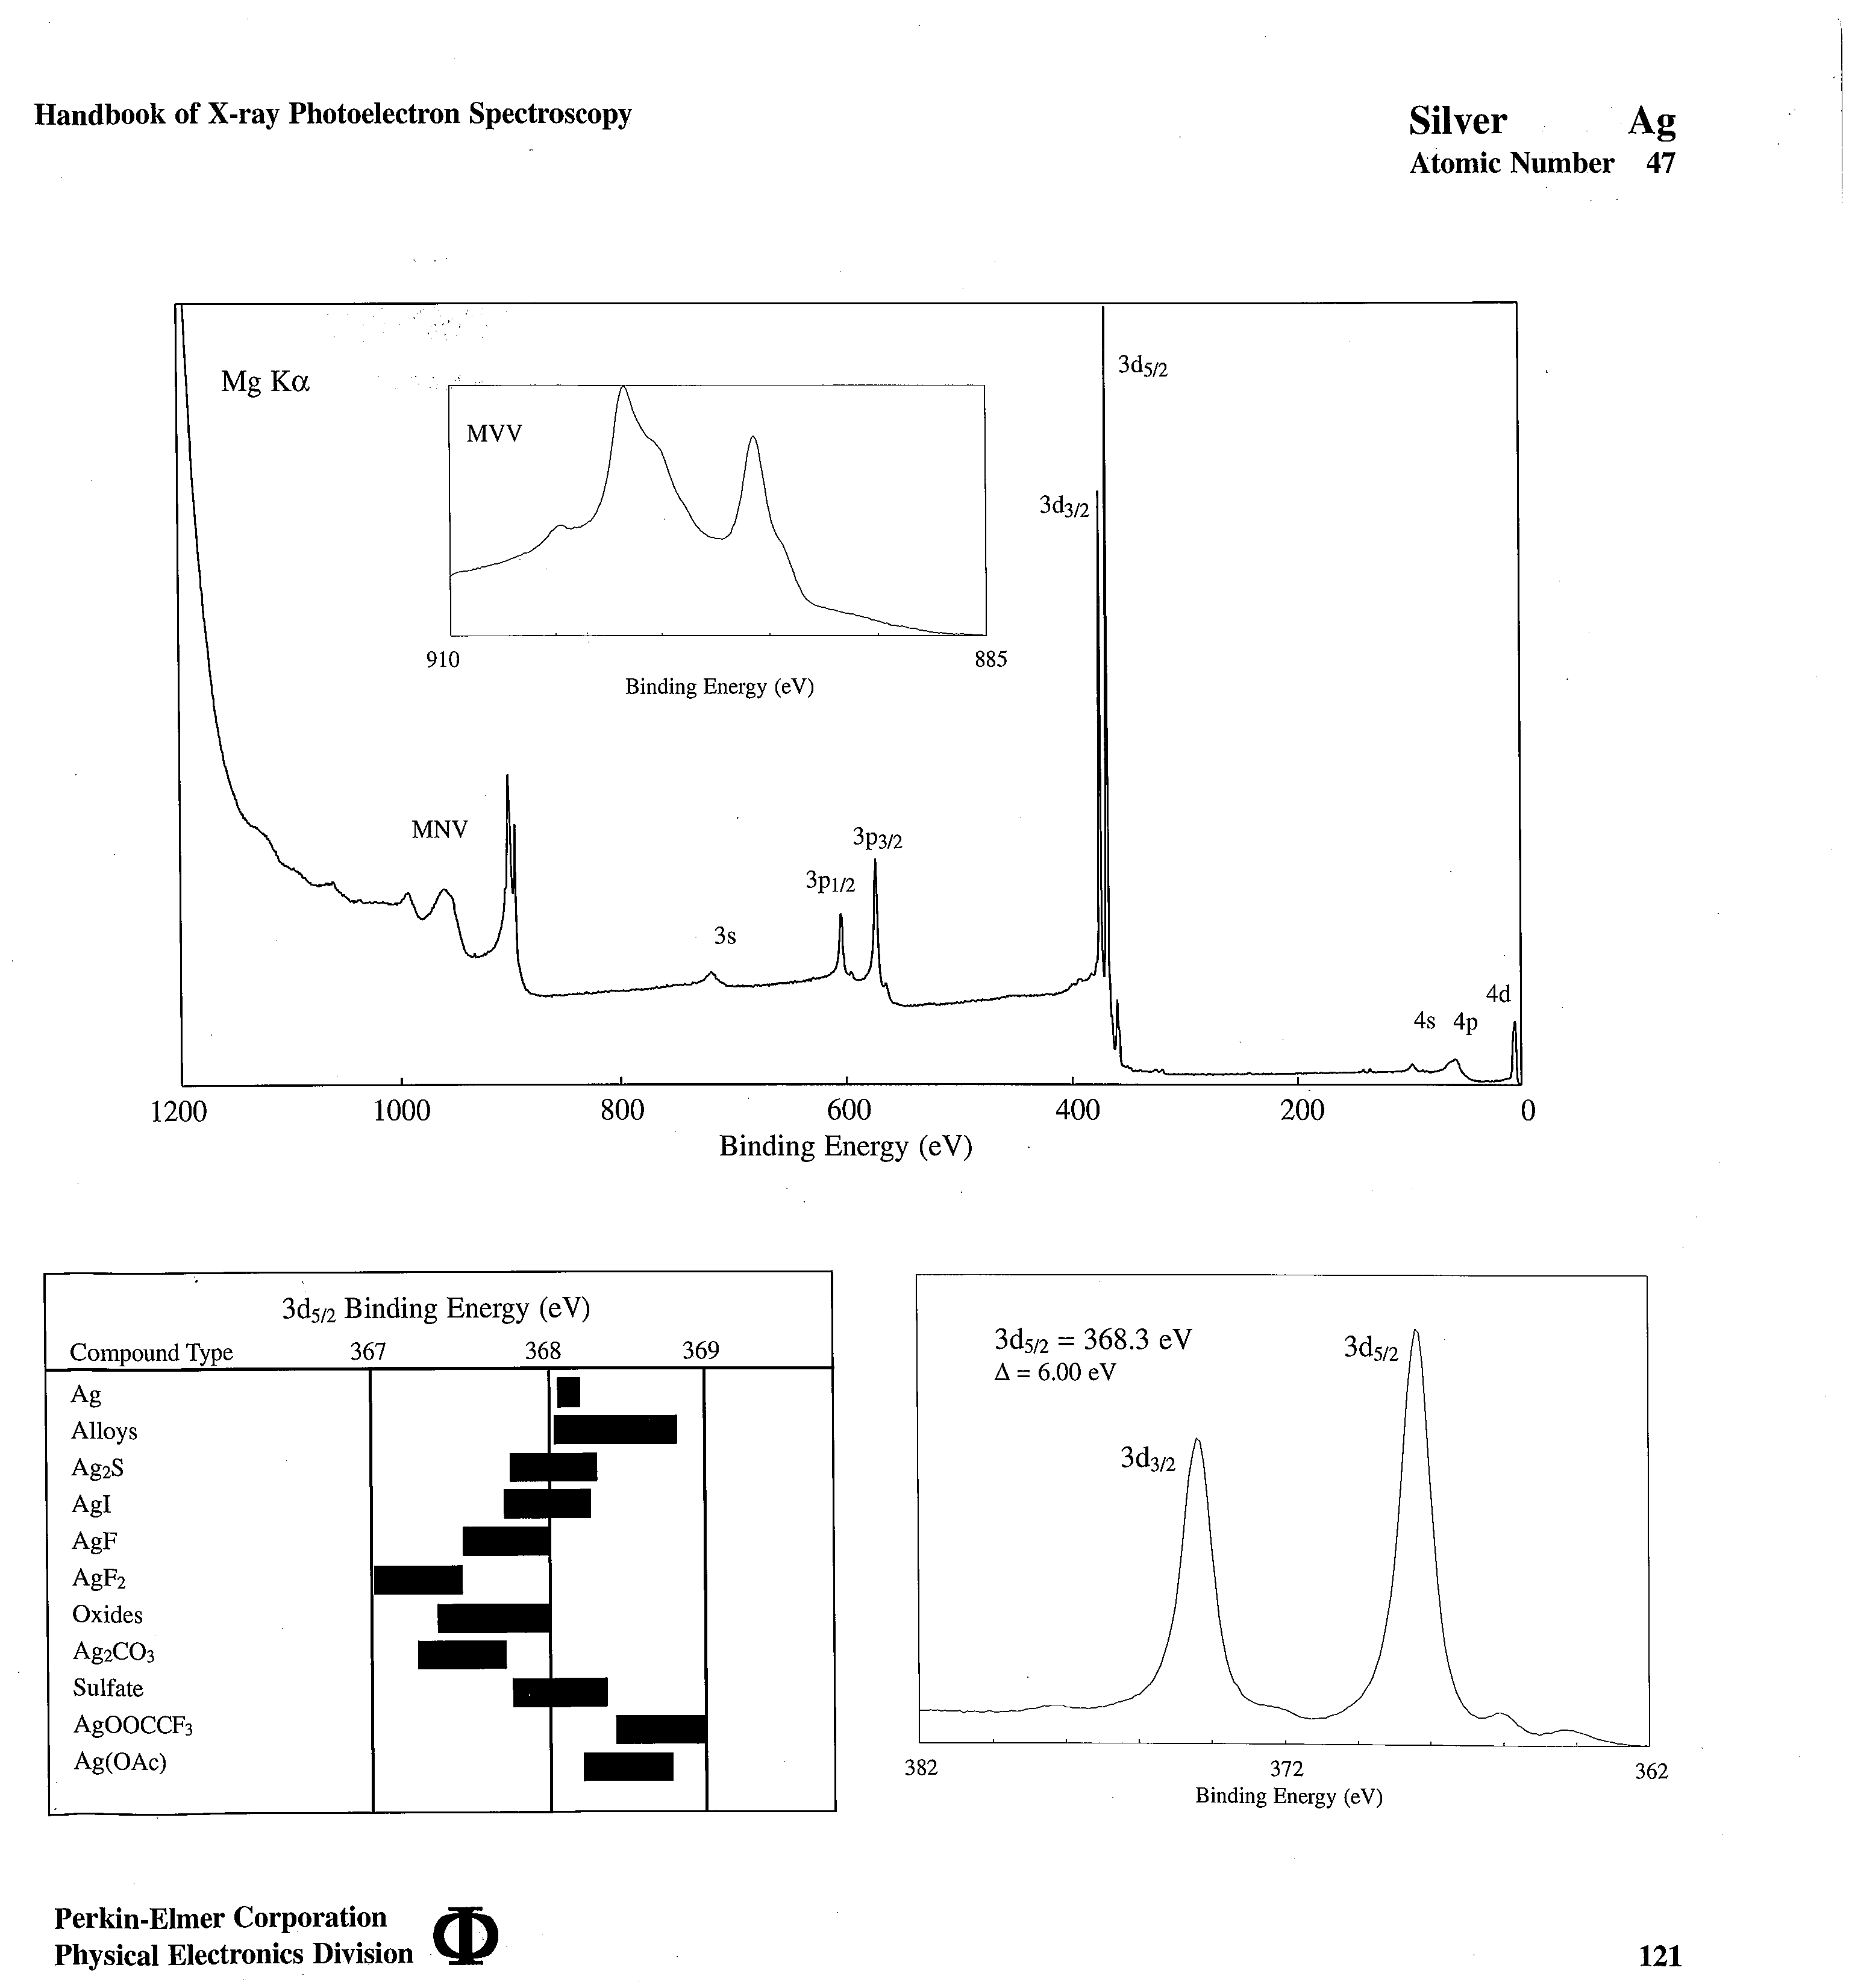 Handbook of X-ray Photoelectron Spectroscopy
Silver Ag
Atomic Number 47
Mg Kα
MVV
910 885
Binding Energy (eV)
3d5/2
3d3/2
MNV
3s
3p1/2
3p3/2
4s
4p
4d
1200 1000 800 600 400 200 0
Binding Energy (eV)
3d5/2 Binding Energy (eV)
Compound Type 367 368 369
Ag
Alloys
Ag2S
AgI
AgF
AgF2
Oxides
Ag2CO3
Sulfate
AgOOCCF3
Ag(OAc)
3d5/2 = 368.3 eV
Δ = 6.00 eV
3d5/2
3d3/2
382 372 362
Binding Energy (eV)
Perkin-Elmer Corporation
Physical Electronics Division
121